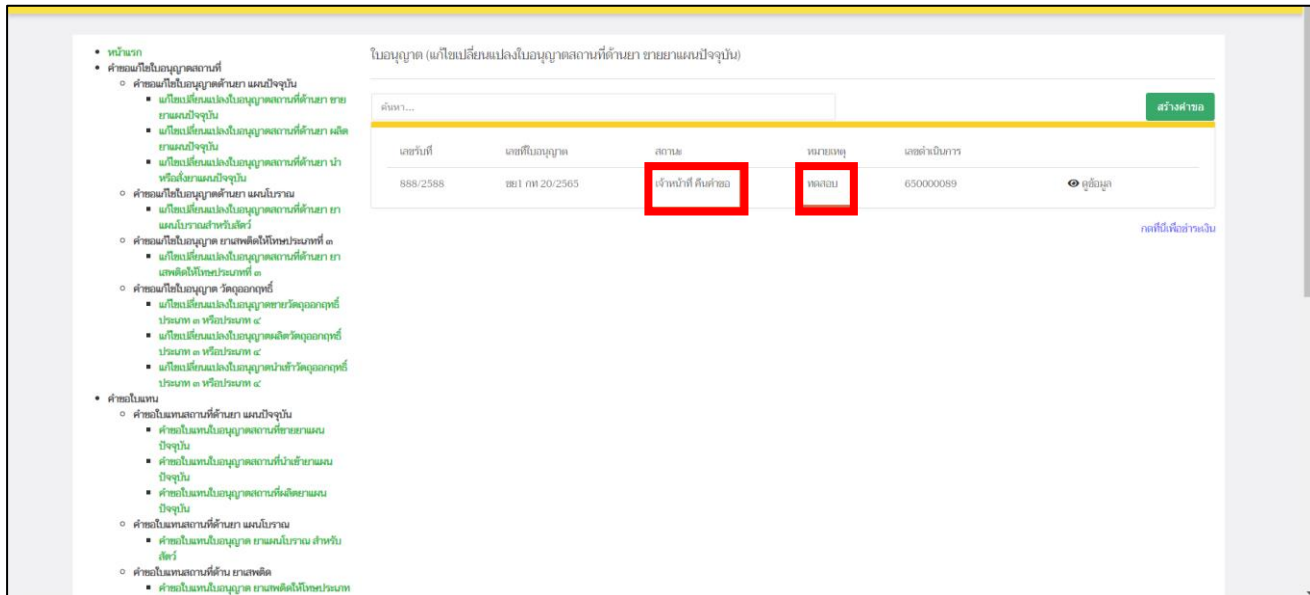 หน้าแรก
คำขอแก้ไขใบอนุญาตสถานที่
คำขอแก้ไขใบอนุญาตด้านยา แผนปัจจุบัน
แก้ไขเปลี่ยนแปลงใบอนุญาตสถานที่ด้านยา ขาย
ยาแผนปัจจุบัน
แก้ไขเปลี่ยนแปลงใบอนุญาตสถานที่ด้านยา ผลิต
ยาแผนปัจจุบัน
แก้ไขเปลี่ยนแปลงใบอนุญาตสถานที่ด้านยา นำ
หรือสั่งยาแผนปัจจุบัน
คำขอแก้ไขใบอนุญาตด้านยา แผนโบราณ
แก้ไขเปลี่ยนแปลงใบอนุญาตสถานที่ด้านยา ยา
แผนโบราณสำหรับสัตว์
คำขอแก้ไขใบอนุญาต ยาเสพติดให้โทษประเภทที่ ๓
แก้ไขเปลี่ยนแปลงใบอนุญาตสถานที่ด้านยา ยา
เสพติดให้โทษประเภทที่ ๓
คำขอแก้ไขใบอนุญาต วัตถุออกฤทธิ์
แก้ไขเปลี่ยนแปลงใบอนุญาตขายวัตถุออกฤทธิ์
ประเภท ๓ หรือประเภท ๔
แก้ไขเปลี่ยนแปลงใบอนุญาตผลิตวัตถุออกฤทธิ์
ประเภท ๓ หรือประเภท ๔
แก้ไขเปลี่ยนแปลงใบอนุญาตนำเข้าวัตถุออกฤทธิ์
ประเภท ๓ หรือประเภท ๔
คำขอใบแทน
คำขอใบแทนสถานที่ด้านยา แผนปัจจุบัน
คำขอใบแทนใบอนุญาตสถานที่ขายยาแผน
ปัจจุบัน
คำขอใบแทนใบอนุญาตสถานที่นำเข้ายาแผน
ปัจจุบัน
คำขอใบแทนใบอนุญาตสถานที่ผลิตยาแผน
ปัจจุบัน
คำขอใบแทนสถานที่ด้านยา แผนโบราณ
คำขอใบแทนใบอนุญาต ยาแผนโบราณ สำหรับ
สัตว์
คำขอใบแทนสถานที่ด้าน ยาเสพติด
คำขอใบแทนใบอนุญาต ยาเสพติดให้โทษประเภท
ใบอนุญาต (แก้ไขเปลี่ยนแปลงใบอนุญาตสถานที่ด้านยา ขายยาแผนปัจจุบัน)
ค้นหา... สร้างคำขอ
เลขรับที่ เลขที่ใบอนุญาต สถานะ หมายเหตุ เลขดำเนินการ
888/2588 ขย1 กท 20/2565 เจ้าหน้าที่ คืนคำขอ ทดสอบ 650000089 ดูข้อมูล
กดที่นี่เพื่อชำระเงิน